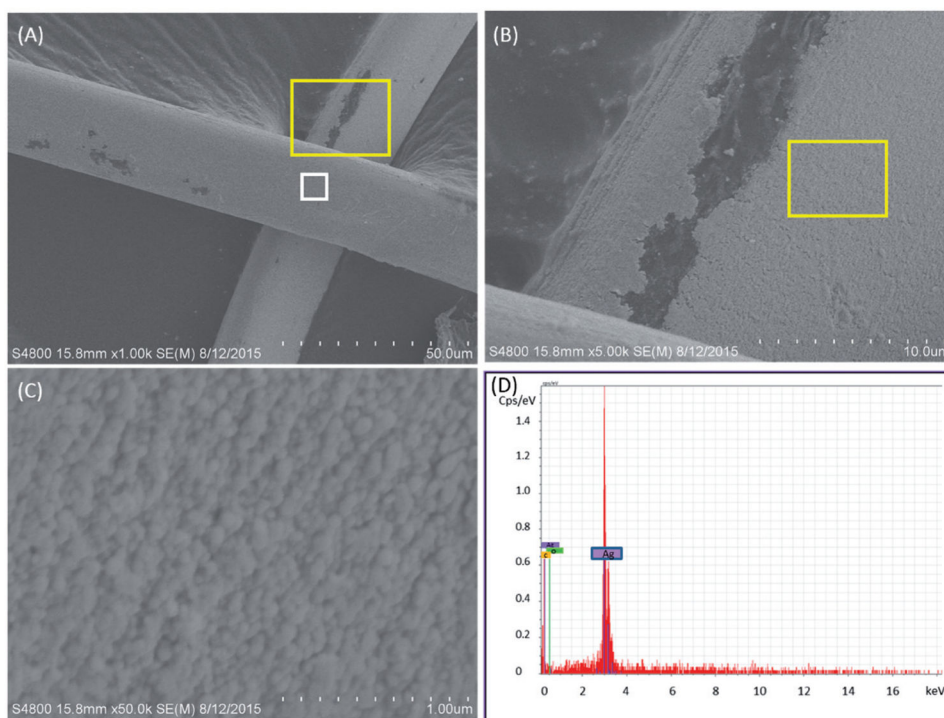 (A)
S4800 15.8mm x1.00k SE(M) 8/12/2015
50.0um
(B)
S4800 15.8mm x5.00k SE(M) 8/12/2015
10.0um
(C)
S4800 15.8mm x50.0k SE(M) 8/12/2015
1.00um
(D)
cps/eV
Cps/eV
1.4
1.2
1.0
0.8
0.6
0.4
0.2
0
Ag
O
C
Ag
0 2 4 6 8 10 12 14 16 keV